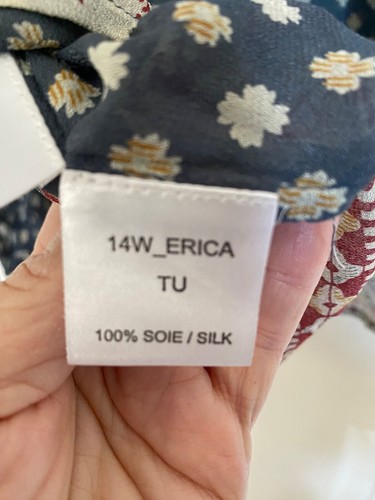 14W_ERICA
TU
100% SOIE / SILK